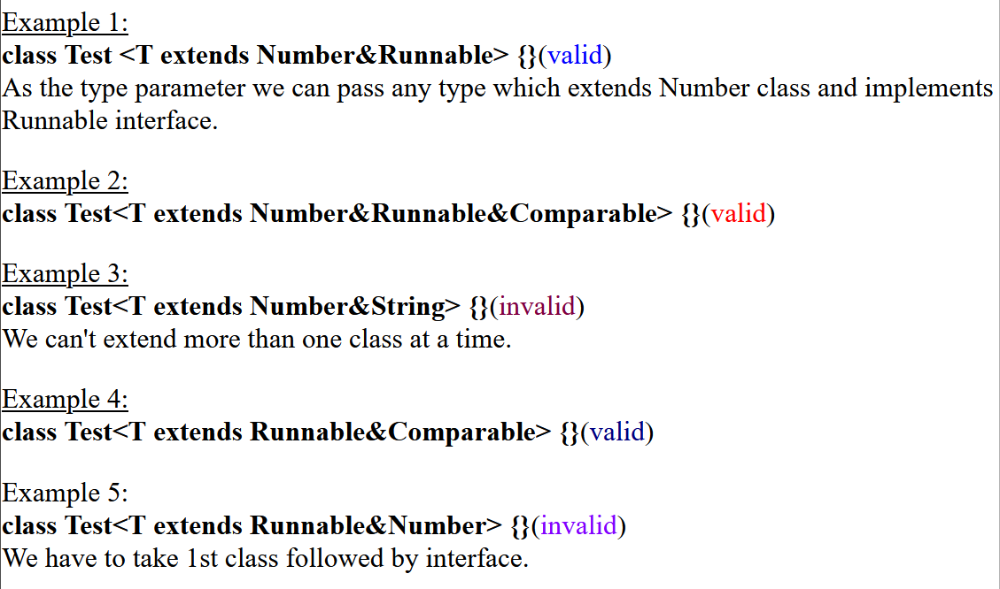 Example 1:
class Test <T extends Number&Runnable> {}(valid)
As the type parameter we can pass any type which extends Number class and implements
Runnable interface.
Example 2:
class Test<T extends Number&Runnable&Comparable> {}(valid)
Example 3:
class Test<T extends Number&String> {}(invalid)
We can't extend more than one class at a time.
Example 4:
class Test<T extends Runnable&Comparable> {}(valid)
Example 5:
class Test<T extends Runnable&Number> {}(invalid)
We have to take 1st class followed by interface.